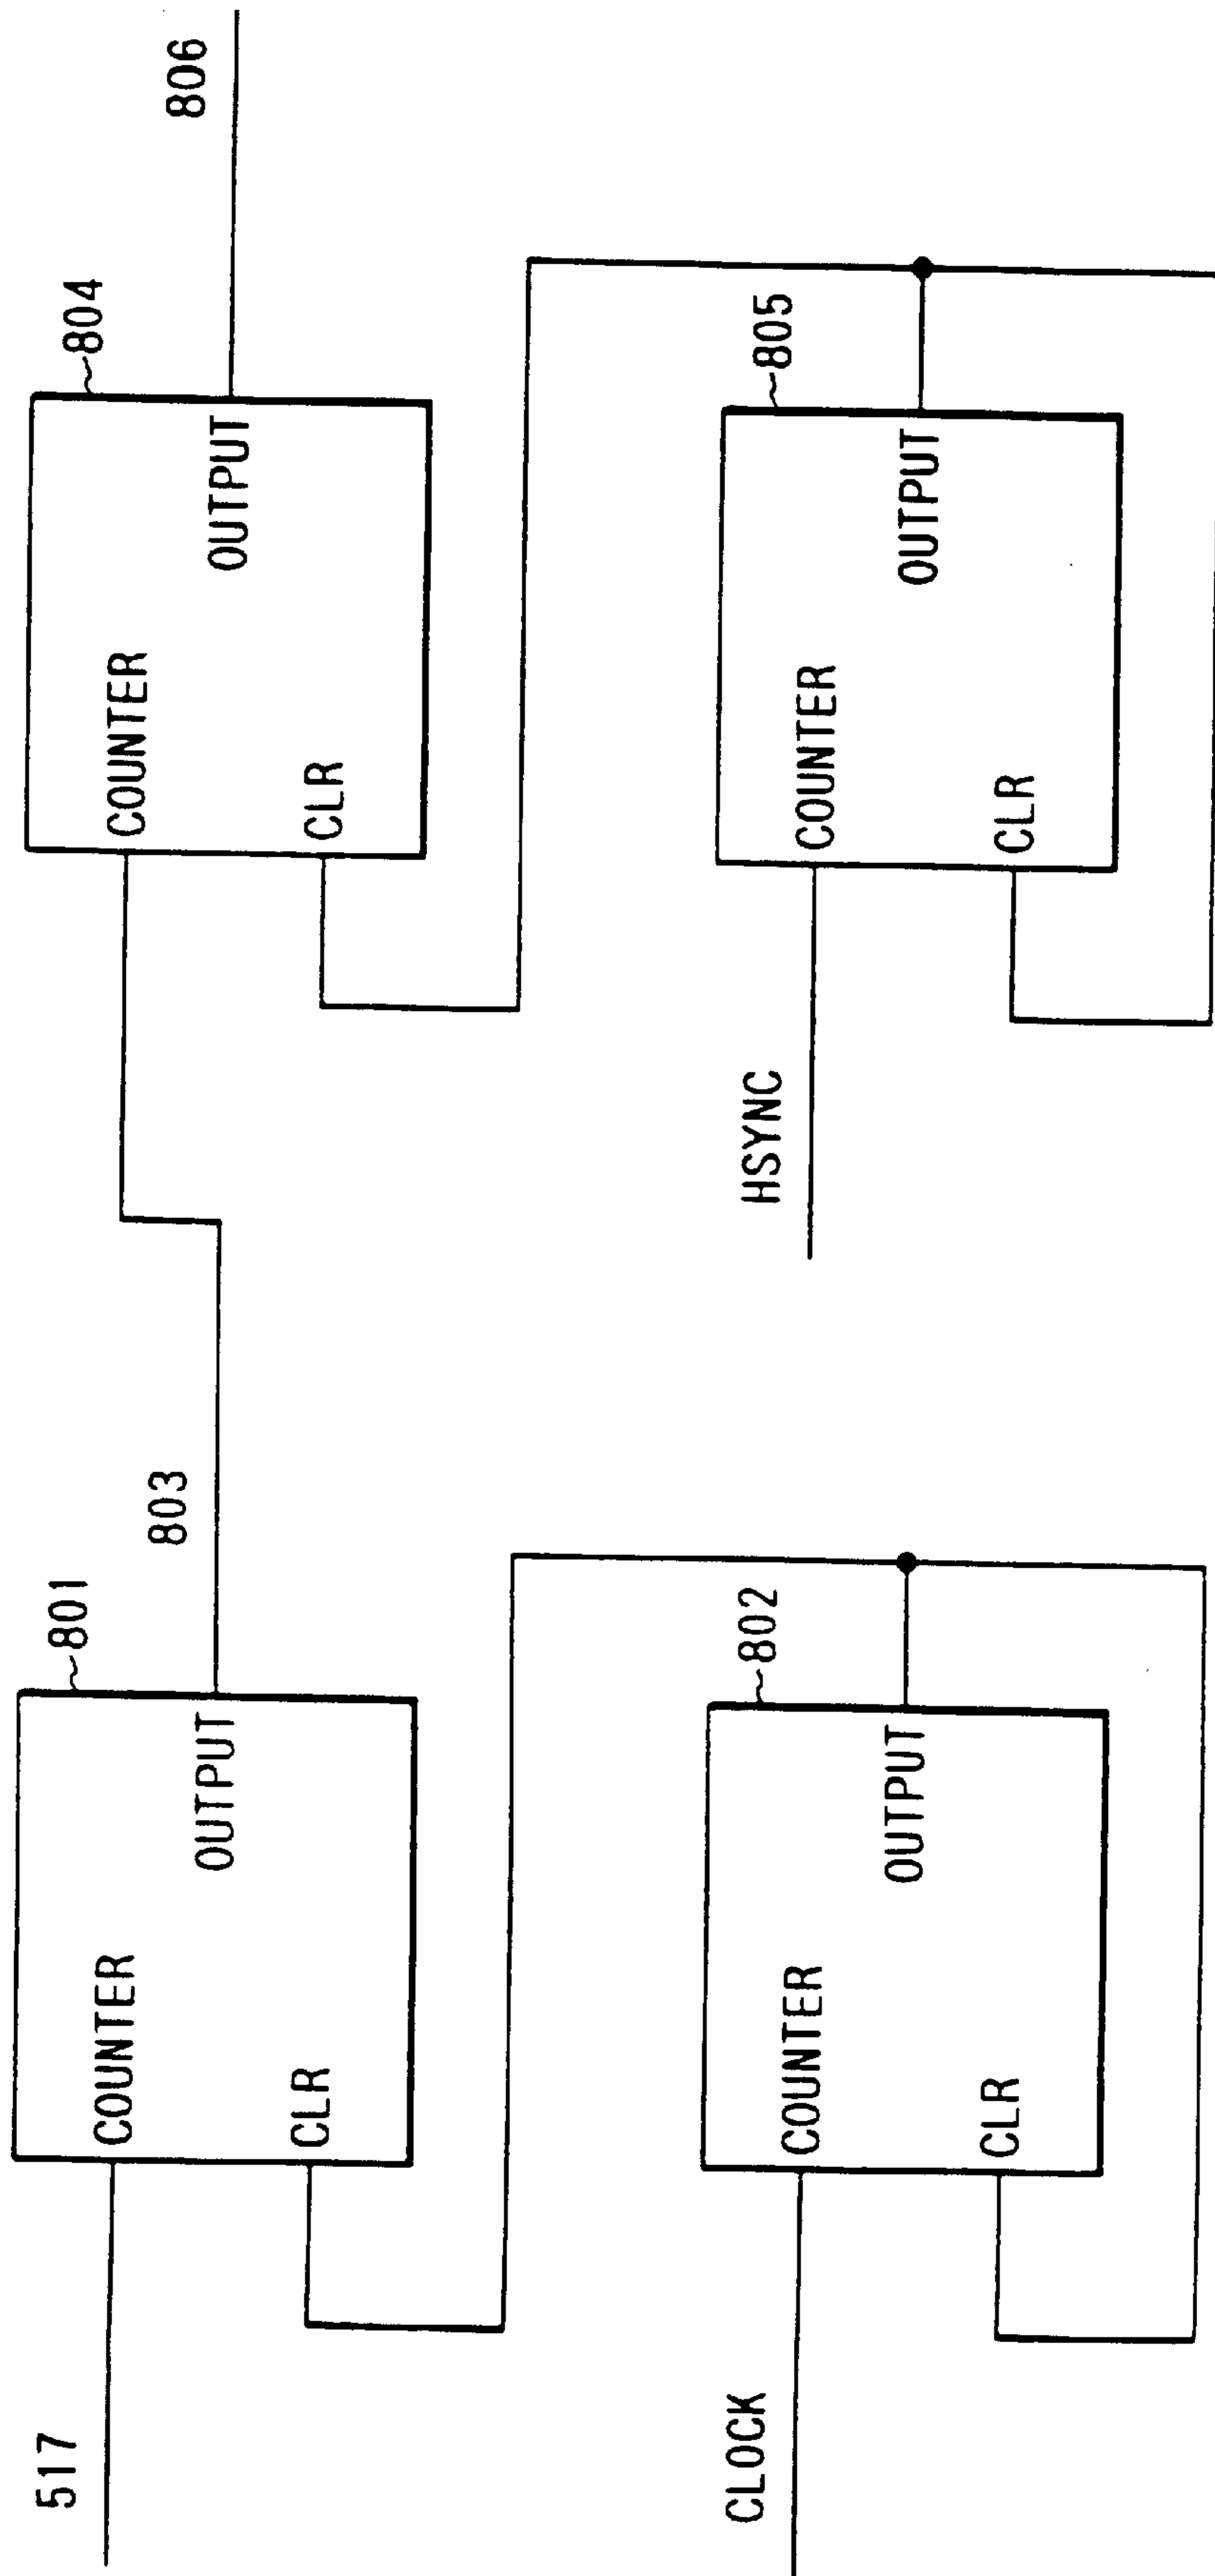 517
801
COUNTER
OUTPUT
CLR
803
804
COUNTER
OUTPUT
CLR
806
CLOCK
802
COUNTER
OUTPUT
CLR
HSYNC
805
COUNTER
OUTPUT
CLR